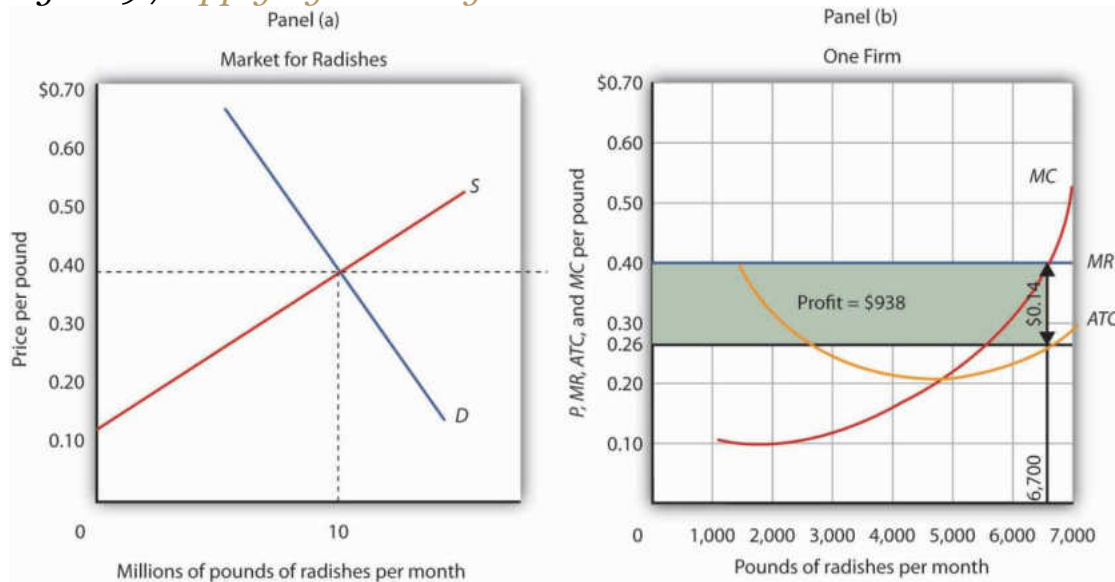 Panel (a)
Market for Radishes
$0.70
0.60
0.50
0.40
0.30
0.20
0.10
0
10
S
D
Price per pound
Millions of pounds of radishes per month
Panel (b)
One Firm
$0.70
0.60
0.50
0.40
0.30
0.26
0.20
0.10
0 1,000 2,000 3,000 4,000 5,000 6,000 7,000
P, MR, ATC, and MC per pound
MC
MR
ATC
Profit = $938
$0.14
6,700
Pounds of radishes per month